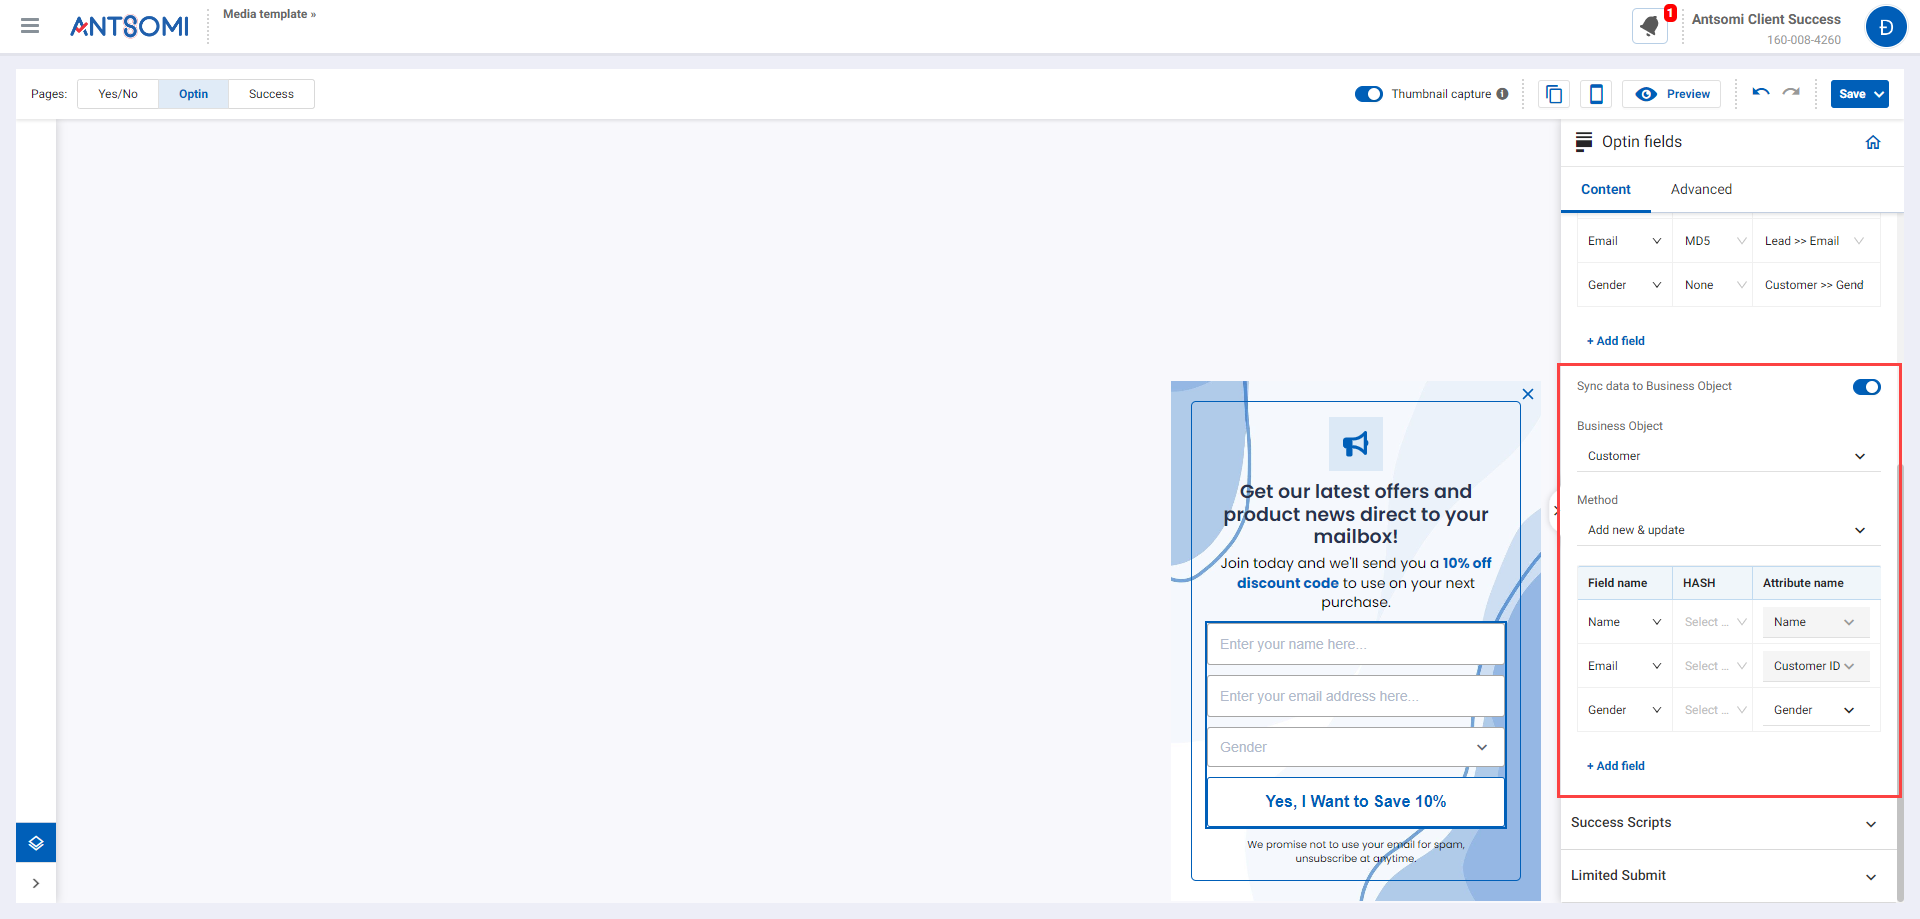 ANTSOMI
Media template »
1
Antsomi Client Success
160-008-4260
Đ
Pages:
Yes/No
Optin
Success
Thumbnail capture
Preview
Save
Optin fields
Content
Advanced
Email
MD5
Lead >> Email
Gender
None
Customer >> Gend
+ Add field
Sync data to Business Object
Business Object
Customer
Method
Add new & update
Field name
HASH
Attribute name
Name
Select ...
Name
Email
Select ...
Customer ID
Gender
Select ...
Gender
+ Add field
Success Scripts
Limited Submit
Get our latest offers and
product news direct to your
mailbox!
Join today and we'll send you a 10% off
discount code to use on your next
purchase.
Enter your name here...
Enter your email address here...
Gender
Yes, I Want to Save 10%
We promise not to use your email for spam,
unsubscribe at anytime.